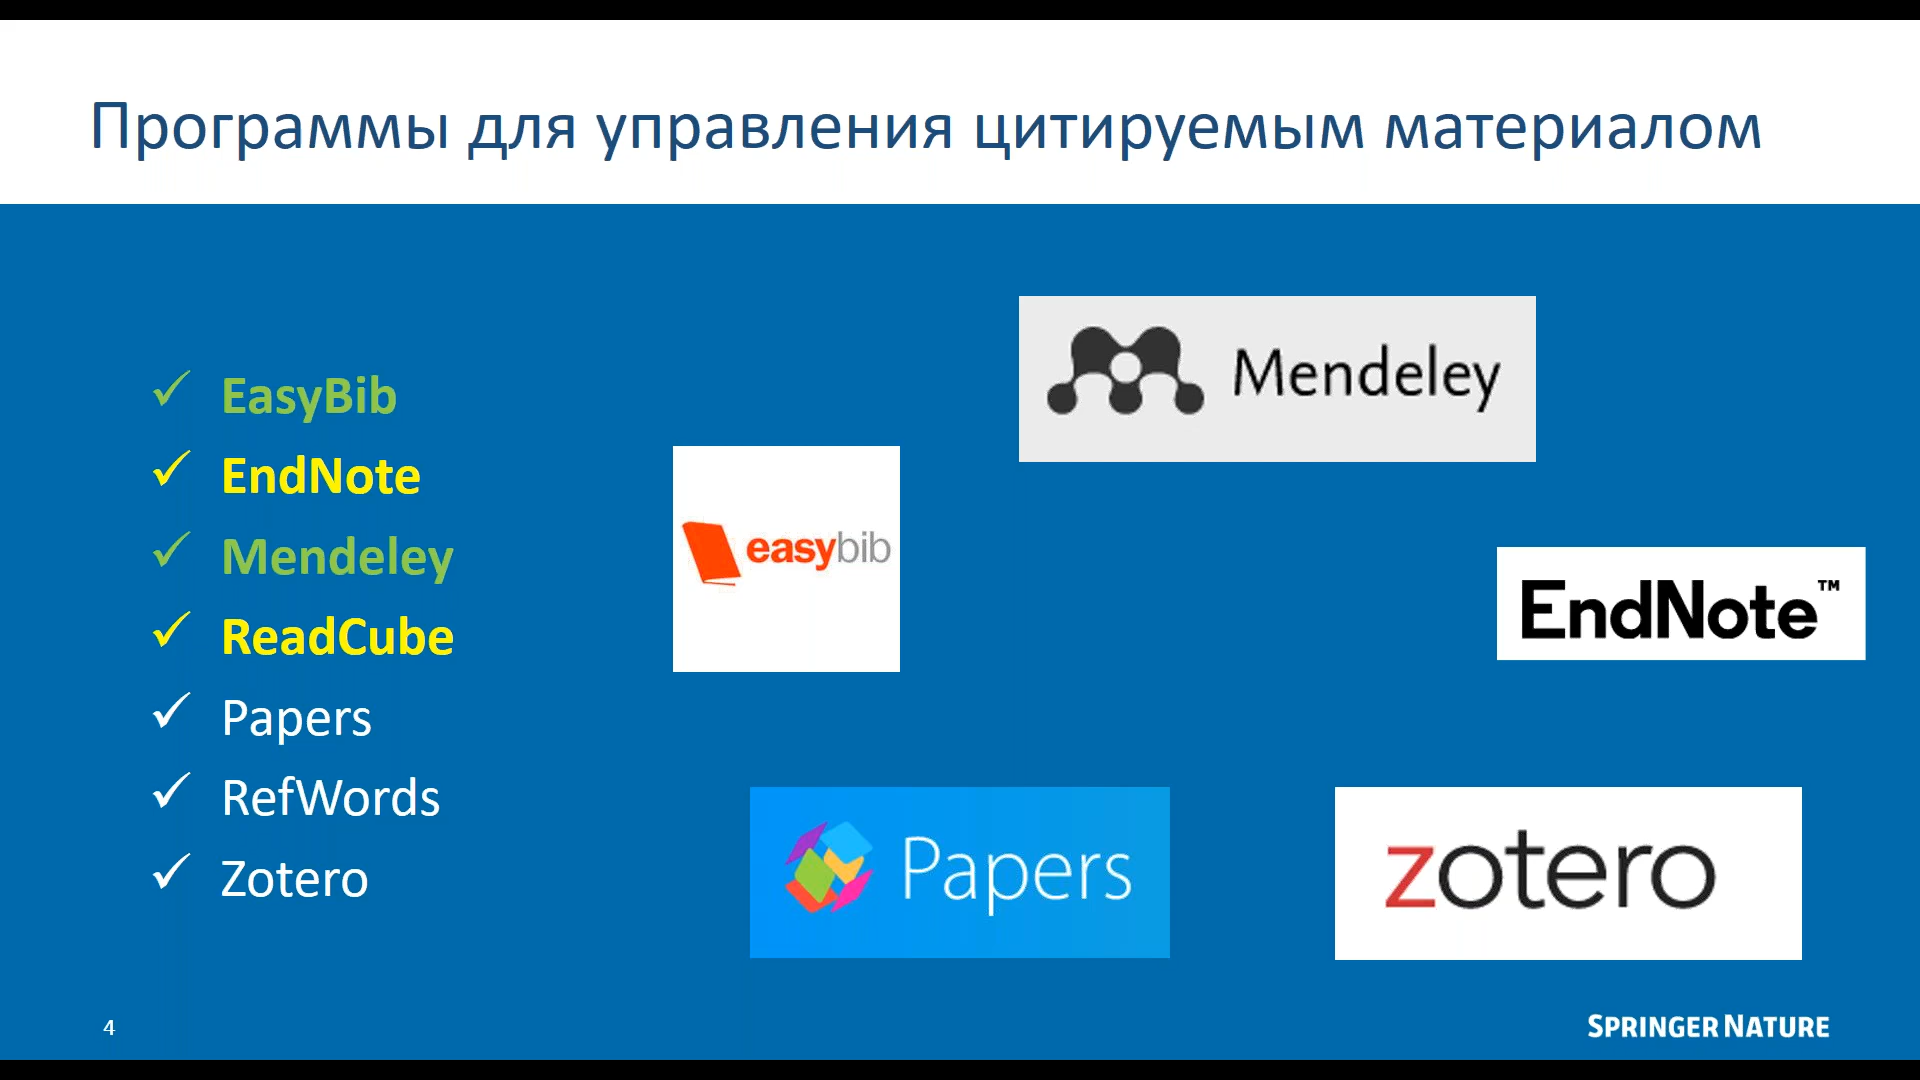 Программы для управления цитируемым материалом
EasyBib
EndNote
Mendeley
ReadCube
Papers
RefWords
Zotero
Mendeley
easybib
EndNote™
Papers
zotero
4
SPRINGER NATURE